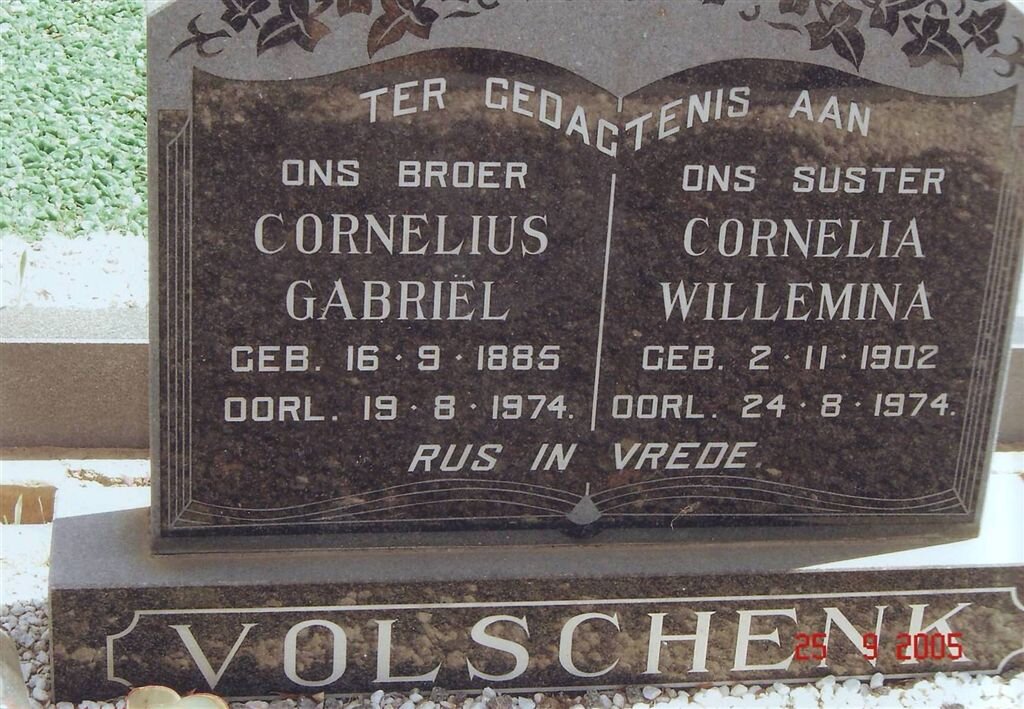 TER GEDAGTENIS AAN
ONS BROER
CORNELIUS
GABRIËL
GEB. 16·9·1885
OORL. 19·8·1974.
ONS SUSTER
CORNELIA
WILLEMINA
GEB. 2·11·1902
OORL. 24·8·1974.
RUS IN VREDE.
VOLSCHENK
25 9 2005